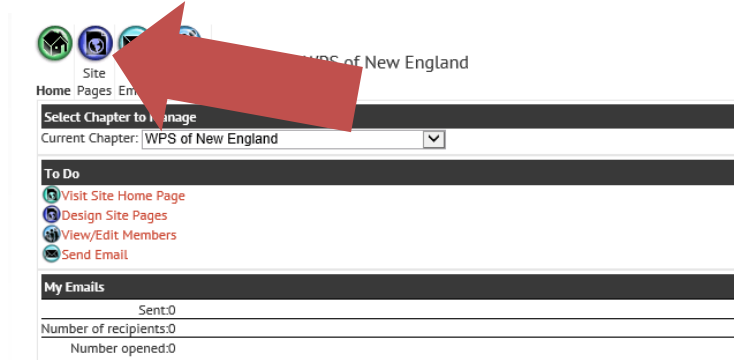 of New England
Site
Home Pages
Select Chapter to Manage
Current Chapter: WPS of New England
To Do
Visit Site Home Page
Design Site Pages
View/Edit Members
Send Email
My Emails
Sent:0
Number of recipients:0
Number opened:0